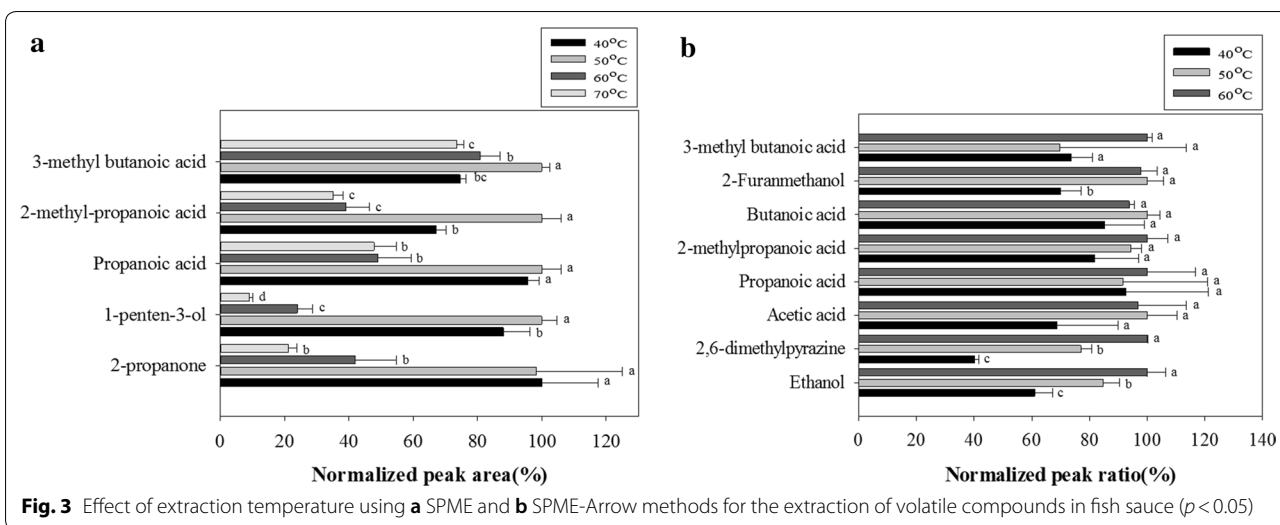 a
40°C
50°C
60°C
70°C
3-methyl butanoic acid
c
b
a
bc
2-methyl-propanoic acid
c
c
a
b
Propanoic acid
b
b
a
a
1-penten-3-ol
d
c
a
b
2-propanone
b
b
a
a
0 20 40 60 80 100 120
Normalized peak area(%)
b
40°C
50°C
60°C
3-methyl butanoic acid
a
a
a
2-Furanmethanol
a
a
b
Butanoic acid
a
a
a
2-methylpropanoic acid
a
a
a
Propanoic acid
a
a
a
Acetic acid
a
a
a
2,6-dimethylpyrazine
a
b
c
Ethanol
a
b
c
0 20 40 60 80 100 120 140
Normalized peak ratio(%)
Fig. 3 Effect of extraction temperature using a SPME and b SPME-Arrow methods for the extraction of volatile compounds in fish sauce (p < 0.05)